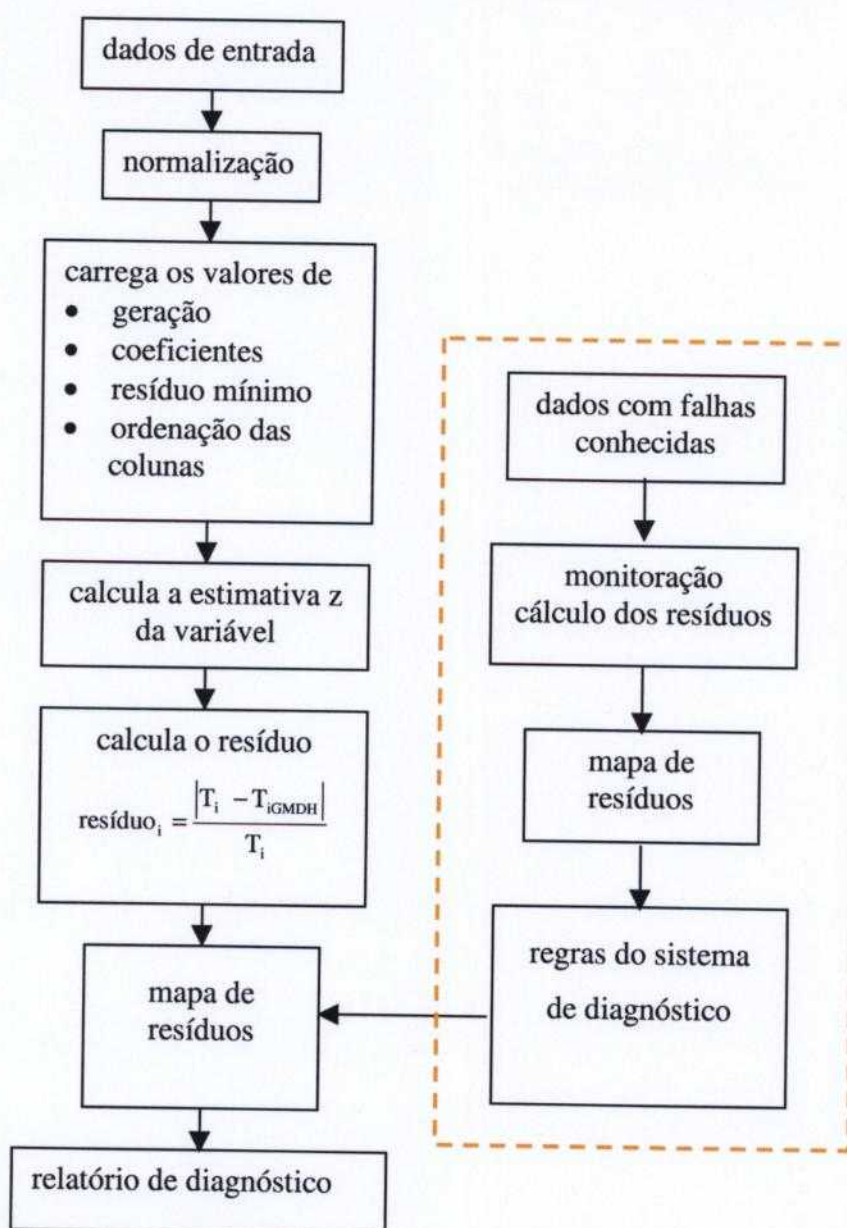 dados de entrada
normalização
carrega os valores de
• geração
• coeficientes
• resíduo mínimo
• ordenação das
colunas
calcula a estimativa z
da variável
calcula o resíduo
resíduo_i = |T_i − T_iGMDH| / T_i
mapa de
resíduos
relatório de diagnóstico
dados com falhas
conhecidas
monitoração
cálculo dos resíduos
mapa de
resíduos
regras do sistema
de diagnóstico